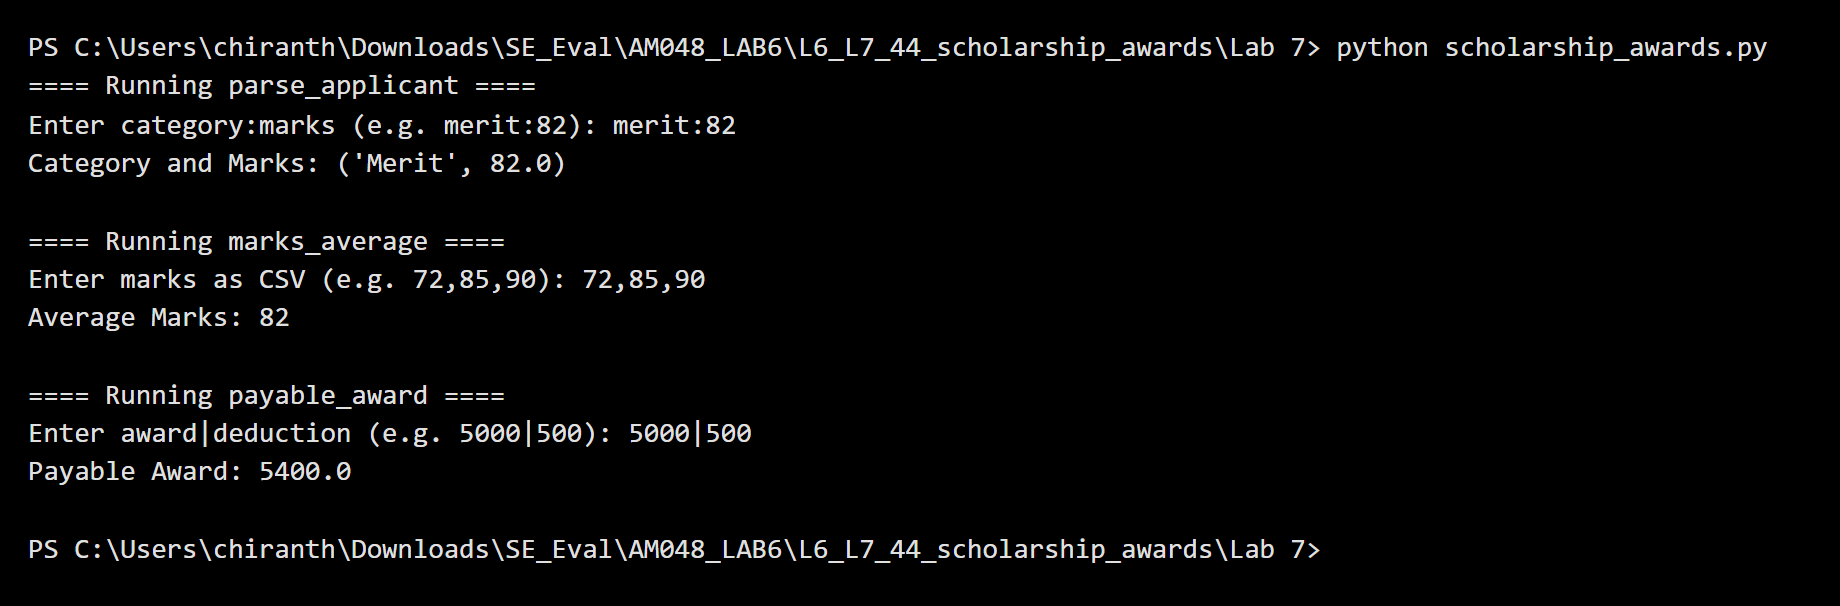 PS C:\Users\chiranth\Downloads\SE_Eval\AM048_LAB6\L6_L7_44_scholarship_awards\Lab 7> python scholarship_awards.py
==== Running parse_applicant ====
Enter category:marks (e.g. merit:82): merit:82
Category and Marks: ('Merit', 82.0)
==== Running marks_average ====
Enter marks as CSV (e.g. 72,85,90): 72,85,90
Average Marks: 82
==== Running payable_award ====
Enter award|deduction (e.g. 5000|500): 5000|500
Payable Award: 5400.0
PS C:\Users\chiranth\Downloads\SE_Eval\AM048_LAB6\L6_L7_44_scholarship_awards\Lab 7>